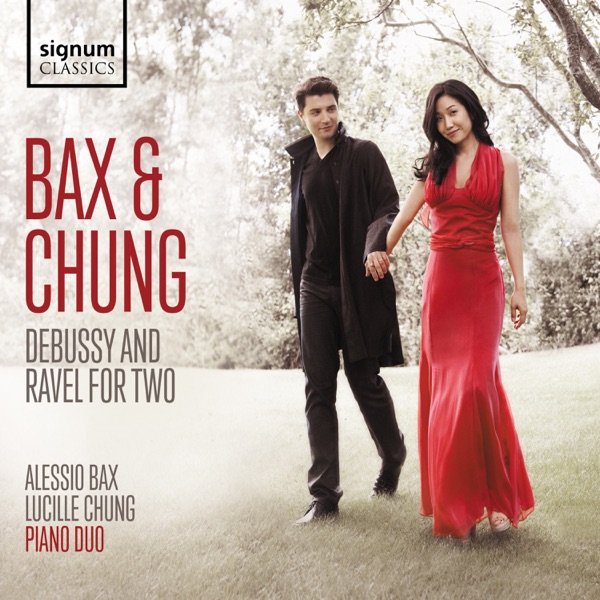 signum
CLASSICS
BAX &
CHUNG
DEBUSSY AND
RAVEL FOR TWO
ALESSIO BAX
LUCILLE CHUNG
PIANO DUO